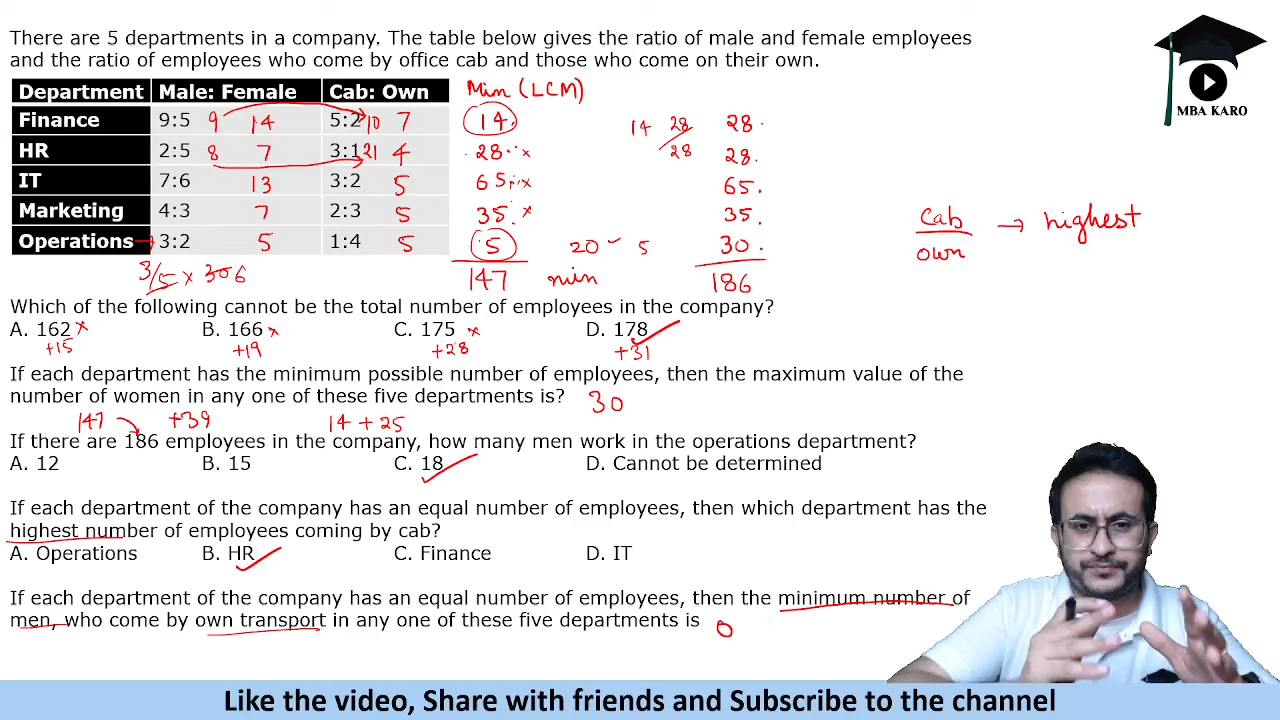 There are 5 departments in a company. The table below gives the ratio of male and female employees
and the ratio of employees who come by office cab and those who come on their own.
Department Male: Female Cab: Own Min (LCM)
Finance 9:5 9 14 5:2 10 7 14 14 28 28
HR 2:5 8 7 3:1 21 4 28 x 28 28
IT 7:6 13 3:2 5 65 x 65
Marketing 4:3 7 2:3 5 35 x 35
Operations 3:2 5 1:4 5 5 20 5 30
3/5 x 30 6 147 min 186
Cab/own → highest
MBA KARO
Which of the following cannot be the total number of employees in the company?
A. 162 x B. 166 x C. 175 x D. 178
+15 +19 +28 +31
If each department has the minimum possible number of employees, then the maximum value of the
number of women in any one of these five departments is? 30
147 +39 14 + 25
If there are 186 employees in the company, how many men work in the operations department?
A. 12 B. 15 C. 18 D. Cannot be determined
If each department of the company has an equal number of employees, then which department has the
highest number of employees coming by cab?
A. Operations B. HR C. Finance D. IT
If each department of the company has an equal number of employees, then the minimum number of
men, who come by own transport in any one of these five departments is 0
Like the video, Share with friends and Subscribe to the channel